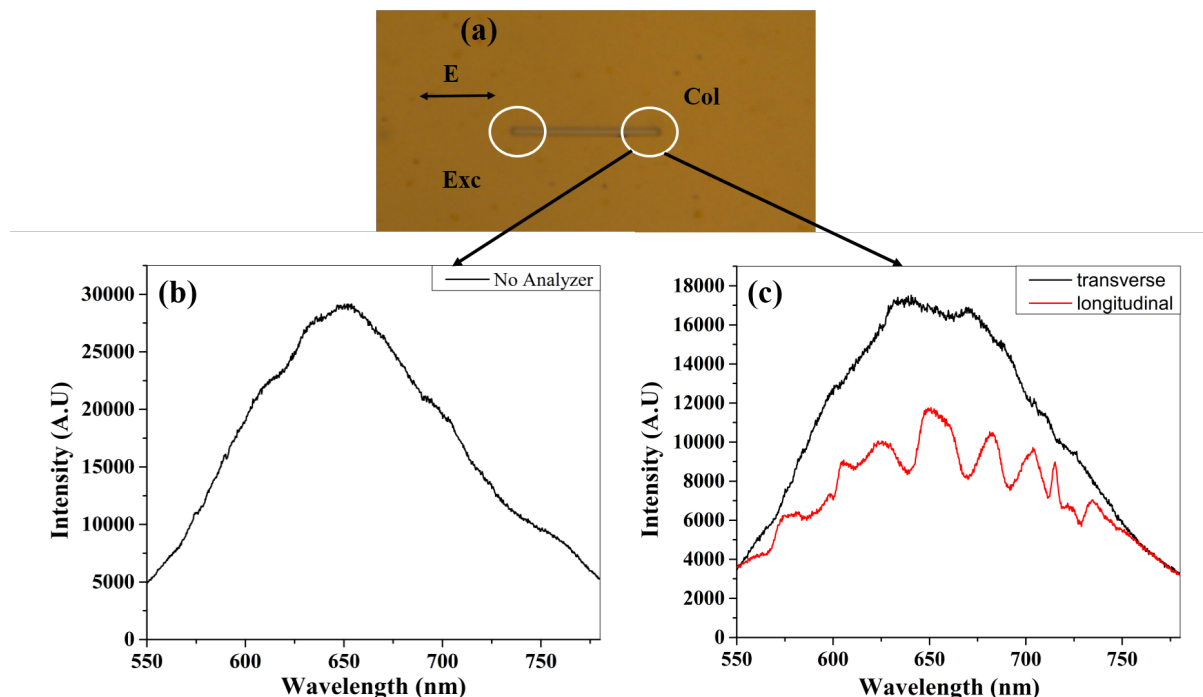 (a)
E
Col
Exc
(b)
No Analyzer
30000
25000
20000
15000
10000
5000
0
550 600 650 700 750
Wavelength (nm)
Intensity (A.U)
(c)
transverse
longitudinal
18000
16000
14000
12000
10000
8000
6000
4000
2000
0
550 600 650 700 750
Wavelength (nm)
Intensity (A.U)